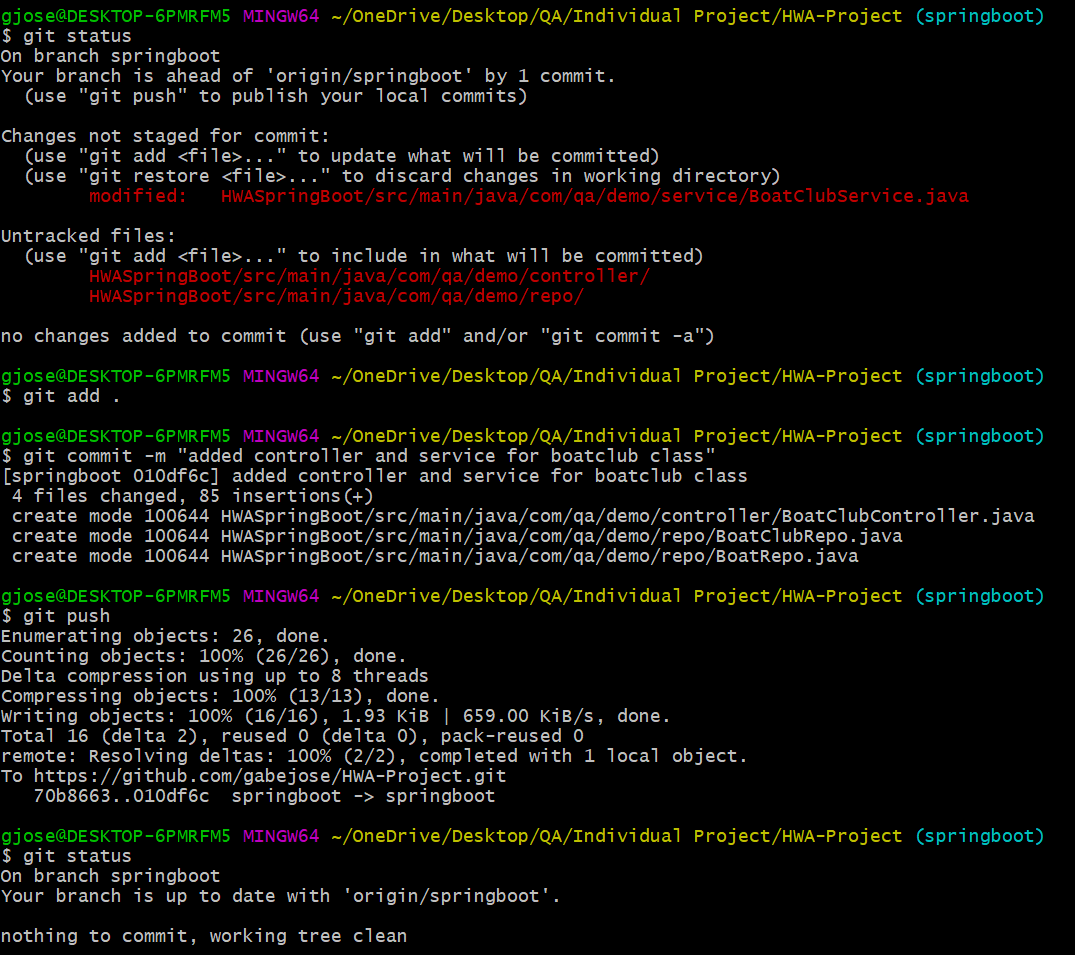 gjose@DESKTOP-6PMRFM5 MINGW64 ~/OneDrive/Desktop/QA/Individual Project/HWA-Project (springboot)
$ git status
On branch springboot
Your branch is ahead of 'origin/springboot' by 1 commit.
  (use "git push" to publish your local commits)

Changes not staged for commit:
  (use "git add <file>..." to update what will be committed)
  (use "git restore <file>..." to discard changes in working directory)
        modified:   HWASpringBoot/src/main/java/com/qa/demo/service/BoatClubService.java

Untracked files:
  (use "git add <file>..." to include in what will be committed)
        HWASpringBoot/src/main/java/com/qa/demo/controller/
        HWASpringBoot/src/main/java/com/qa/demo/repo/

no changes added to commit (use "git add" and/or "git commit -a")

gjose@DESKTOP-6PMRFM5 MINGW64 ~/OneDrive/Desktop/QA/Individual Project/HWA-Project (springboot)
$ git add .

gjose@DESKTOP-6PMRFM5 MINGW64 ~/OneDrive/Desktop/QA/Individual Project/HWA-Project (springboot)
$ git commit -m "added controller and service for boatclub class"
[springboot 010df6c] added controller and service for boatclub class
 4 files changed, 85 insertions(+)
 create mode 100644 HWASpringBoot/src/main/java/com/qa/demo/controller/BoatClubController.java
 create mode 100644 HWASpringBoot/src/main/java/com/qa/demo/repo/BoatClubRepo.java
 create mode 100644 HWASpringBoot/src/main/java/com/qa/demo/repo/BoatRepo.java

gjose@DESKTOP-6PMRFM5 MINGW64 ~/OneDrive/Desktop/QA/Individual Project/HWA-Project (springboot)
$ git push
Enumerating objects: 26, done.
Counting objects: 100% (26/26), done.
Delta compression using up to 8 threads
Compressing objects: 100% (13/13), done.
Writing objects: 100% (16/16), 1.93 KiB | 659.00 KiB/s, done.
Total 16 (delta 2), reused 0 (delta 0), pack-reused 0
remote: Resolving deltas: 100% (2/2), completed with 1 local object.
To https://github.com/gabejose/HWA-Project.git
   70b8663..010df6c  springboot -> springboot

gjose@DESKTOP-6PMRFM5 MINGW64 ~/OneDrive/Desktop/QA/Individual Project/HWA-Project (springboot)
$ git status
On branch springboot
Your branch is up to date with 'origin/springboot'.

nothing to commit, working tree clean